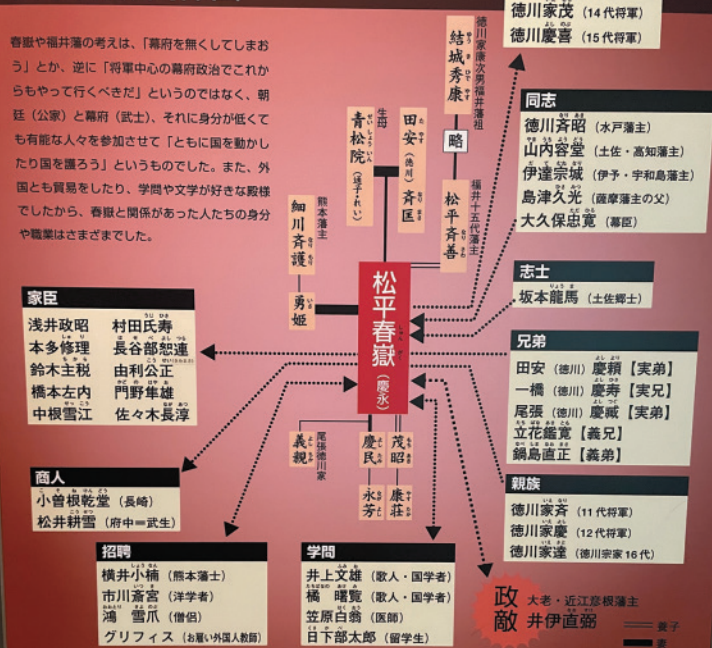 春嶽や福井藩の考えは、「幕府を無くしてしまお
う」とか、逆に「将軍中心の幕府政治でこれか
らもやって行くべきだ」というのではなく、朝
廷（公家）と幕府（武士）、それに身分が低くて
も有能な人々を参加させて「ともに国を動かし
たり国を護ろう」というものでした。また、外
国とも貿易をしたり、学問や文学が好きな殿様
でしたから、春嶽と関係があった人たちの身分
や職業はさまざまでした。
徳川家茂（14代将軍）
徳川慶喜（15代将軍）
徳川家康次男福井藩祖
結城秀康
略
福井十五代藩主
松平斉善
田安（徳川）斉匡
生母
青松院（連子・れい）
熊本藩主
細川斉護
勇姫
松平春嶽（慶永）
尾張徳川家
義親
慶民
永芳
茂昭
康荘
同志
徳川斉昭（水戸藩主）
山内容堂（土佐・高知藩主）
伊達宗城（伊予・宇和島藩主）
島津久光（薩摩藩主の父）
大久保忠寛（幕臣）
志士
坂本龍馬（土佐郷士）
兄弟
田安（徳川）慶頼【実弟】
一橋（徳川）慶寿【実兄】
尾張（徳川）慶臧【実弟】
立花鑑寛【義兄】
鍋島直正【義弟】
親族
徳川家斉（11代将軍）
徳川家慶（12代将軍）
徳川家達（徳川宗家16代）
家臣
浅井政昭　村田氏寿
本多修理　長谷部恕連
鈴木主税　由利公正
橋本左内　門野隼雄
中根雪江　佐々木長淳
商人
小曽根乾堂（長崎）
松井耕雪（府中＝武生）
招聘
横井小楠（熊本藩士）
市川斎宮（洋学者）
鴻　雪爪（僧侶）
グリフィス（お雇い外国人教師）
学問
井上文雄（歌人・国学者）
橘　曙覧（歌人・国学者）
笠原白翁（医師）
日下部太郎（留学生）
政敵
大老・近江彦根藩主
井伊直弼
養子
妻